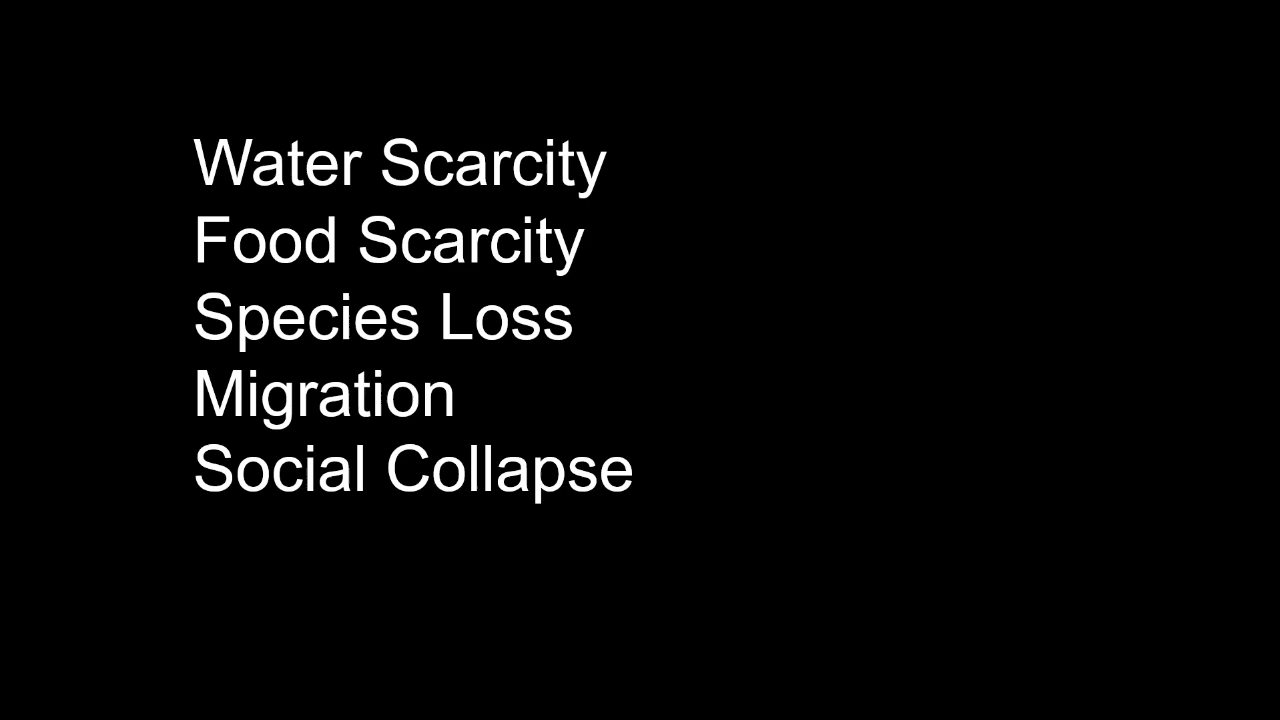 Water Scarcity
Food Scarcity
Species Loss
Migration
Social Collapse